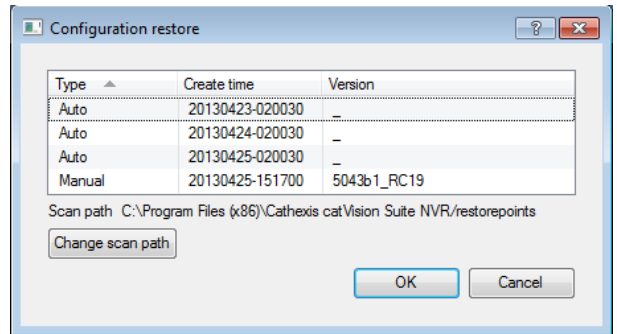 Configuration restore
Type Create time Version
Auto 20130423-020030 _
Auto 20130424-020030 _
Auto 20130425-020030 _
Manual 20130425-151700 5043b1_RC19
Scan path C:\Program Files (x86)\Cathexis catVision Suite NVR/restorepoints
Change scan path
OK Cancel